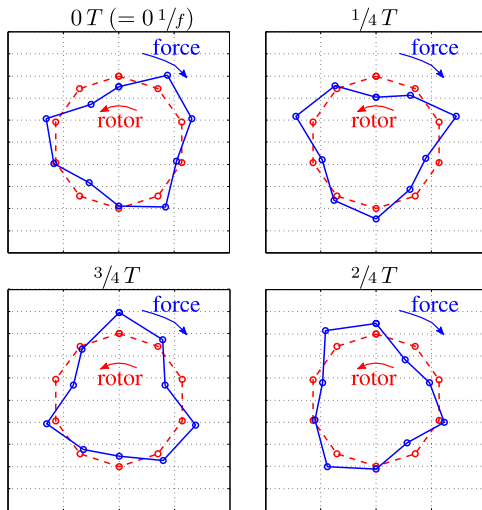 0 T (= 0 1/f)
force
rotor
1/4 T
force
rotor
3/4 T
force
rotor
2/4 T
force
rotor